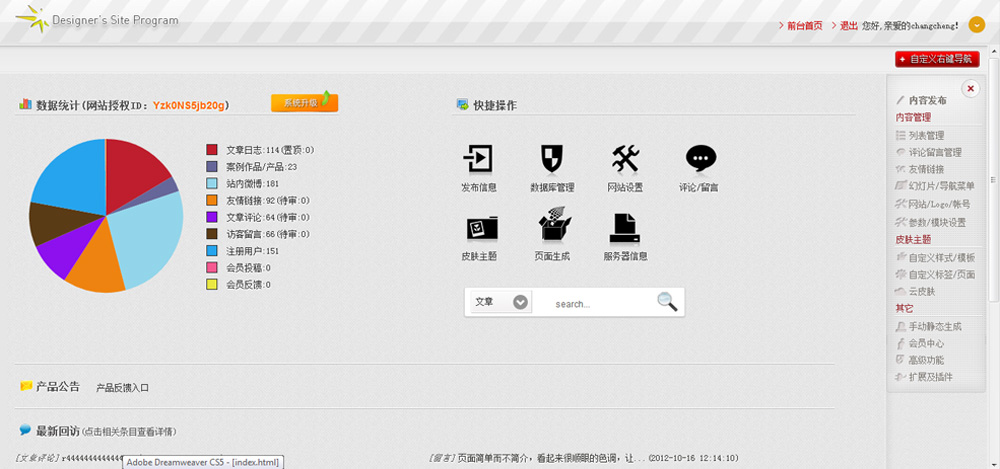 Designer's Site Program
前台首页 退出 您好,亲爱的changcheng!
自定义右键导航
数据统计(网站授权ID: Yzk0NS5jb20g)
系统升级
文章日志:114(置顶:0)
案例作品/产品:23
站内微博:181
友情链接:92(待审:0)
文章评论:64(待审:0)
访客留言:66(待审:0)
注册用户:151
会员投稿:0
会员反馈:0
快捷操作
发布信息 数据库管理 网站设置 评论/留言
皮肤主题 页面生成 服务器信息
文章 search...
内容发布
内容管理
列表管理
评论留言管理
友情链接
幻灯片/导航菜单
网站/Logo/帐号
参数/模块设置
皮肤主题
自定义样式/模板
自定义标签/页面
云皮肤
其它
手动静态生成
会员中心
高级功能
扩展及插件
产品公告 产品反馈入口
最新回访(点击相关条目查看详情)
[文章评论]
[留言] 页面简单而不简介，看起来很顺眼的色调，让... (2012-10-16 12:14:10)
Adobe Dreamweaver CS5 - [index.html]